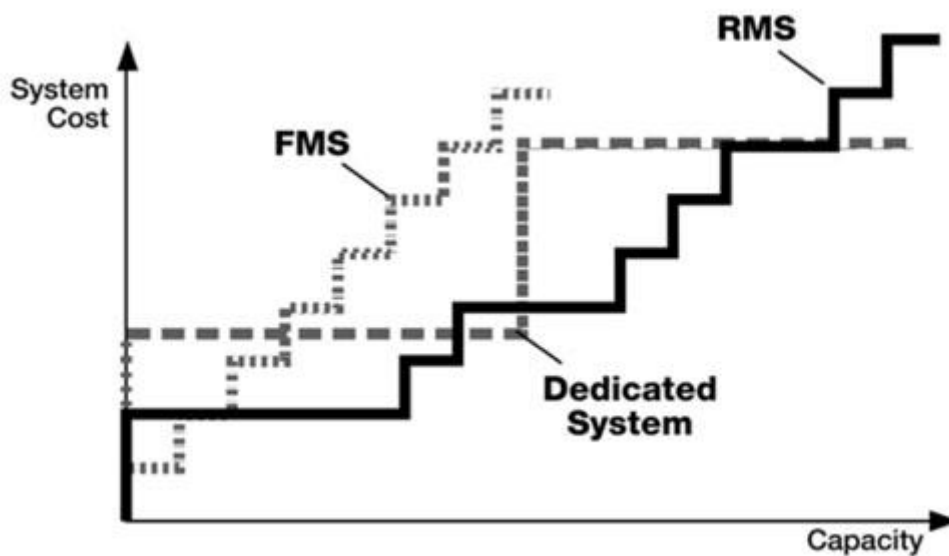 RMS
System
Cost
FMS
Dedicated
System
Capacity